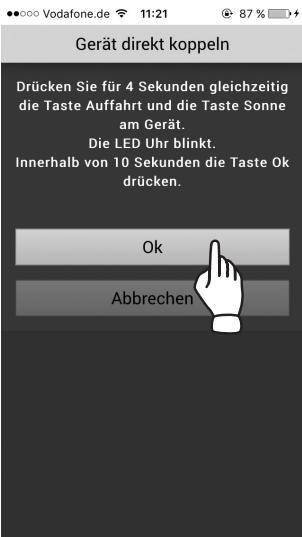 Vodafone.de 11:21 87 %
Gerät direkt koppeln
Drücken Sie für 4 Sekunden gleichzeitig
die Taste Auffahrt und die Taste Sonne
am Gerät.
Die LED Uhr blinkt.
Innerhalb von 10 Sekunden die Taste Ok
drücken.
Ok
Abbrechen